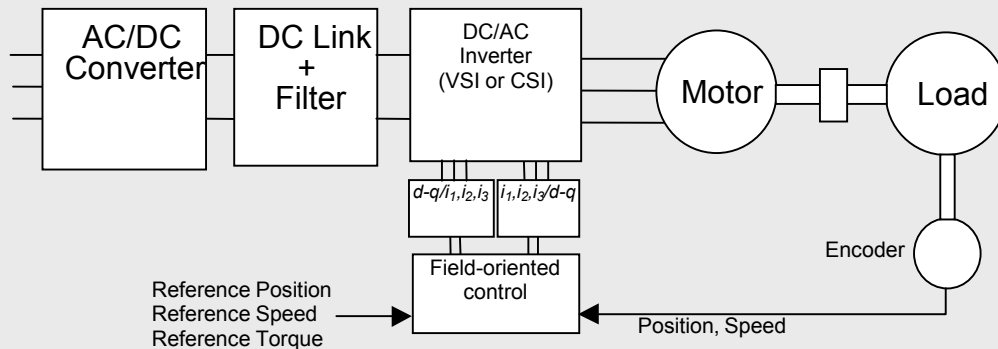 AC/DC
Converter
DC Link
+
Filter
DC/AC
Inverter
(VSI or CSI)
Motor
Load
d-q/i₁,i₂,i₃
i₁,i₂,i₃/d-q
Encoder
Field-oriented
control
Reference Position
Reference Speed
Reference Torque
Position, Speed